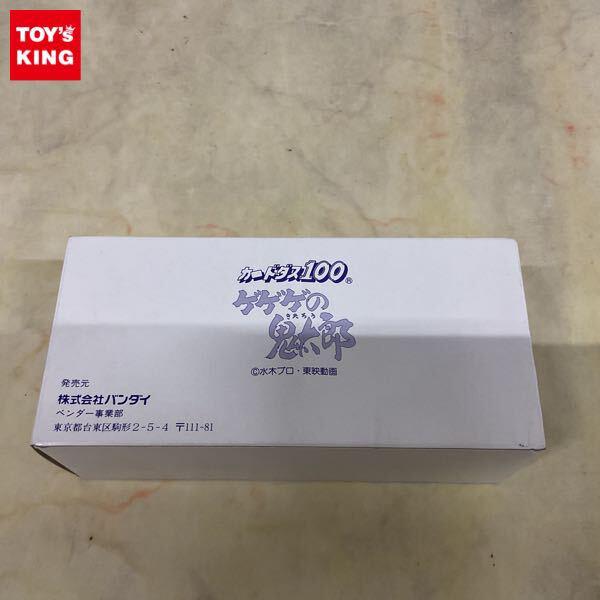 TOY's
KING
カードダス100®
ゲゲゲの
きたろう
鬼太郎
©水木プロ・東映動画
発売元
株式会社バンダイ
ベンダー事業部
東京都台東区駒形2-5-4 〒111-81